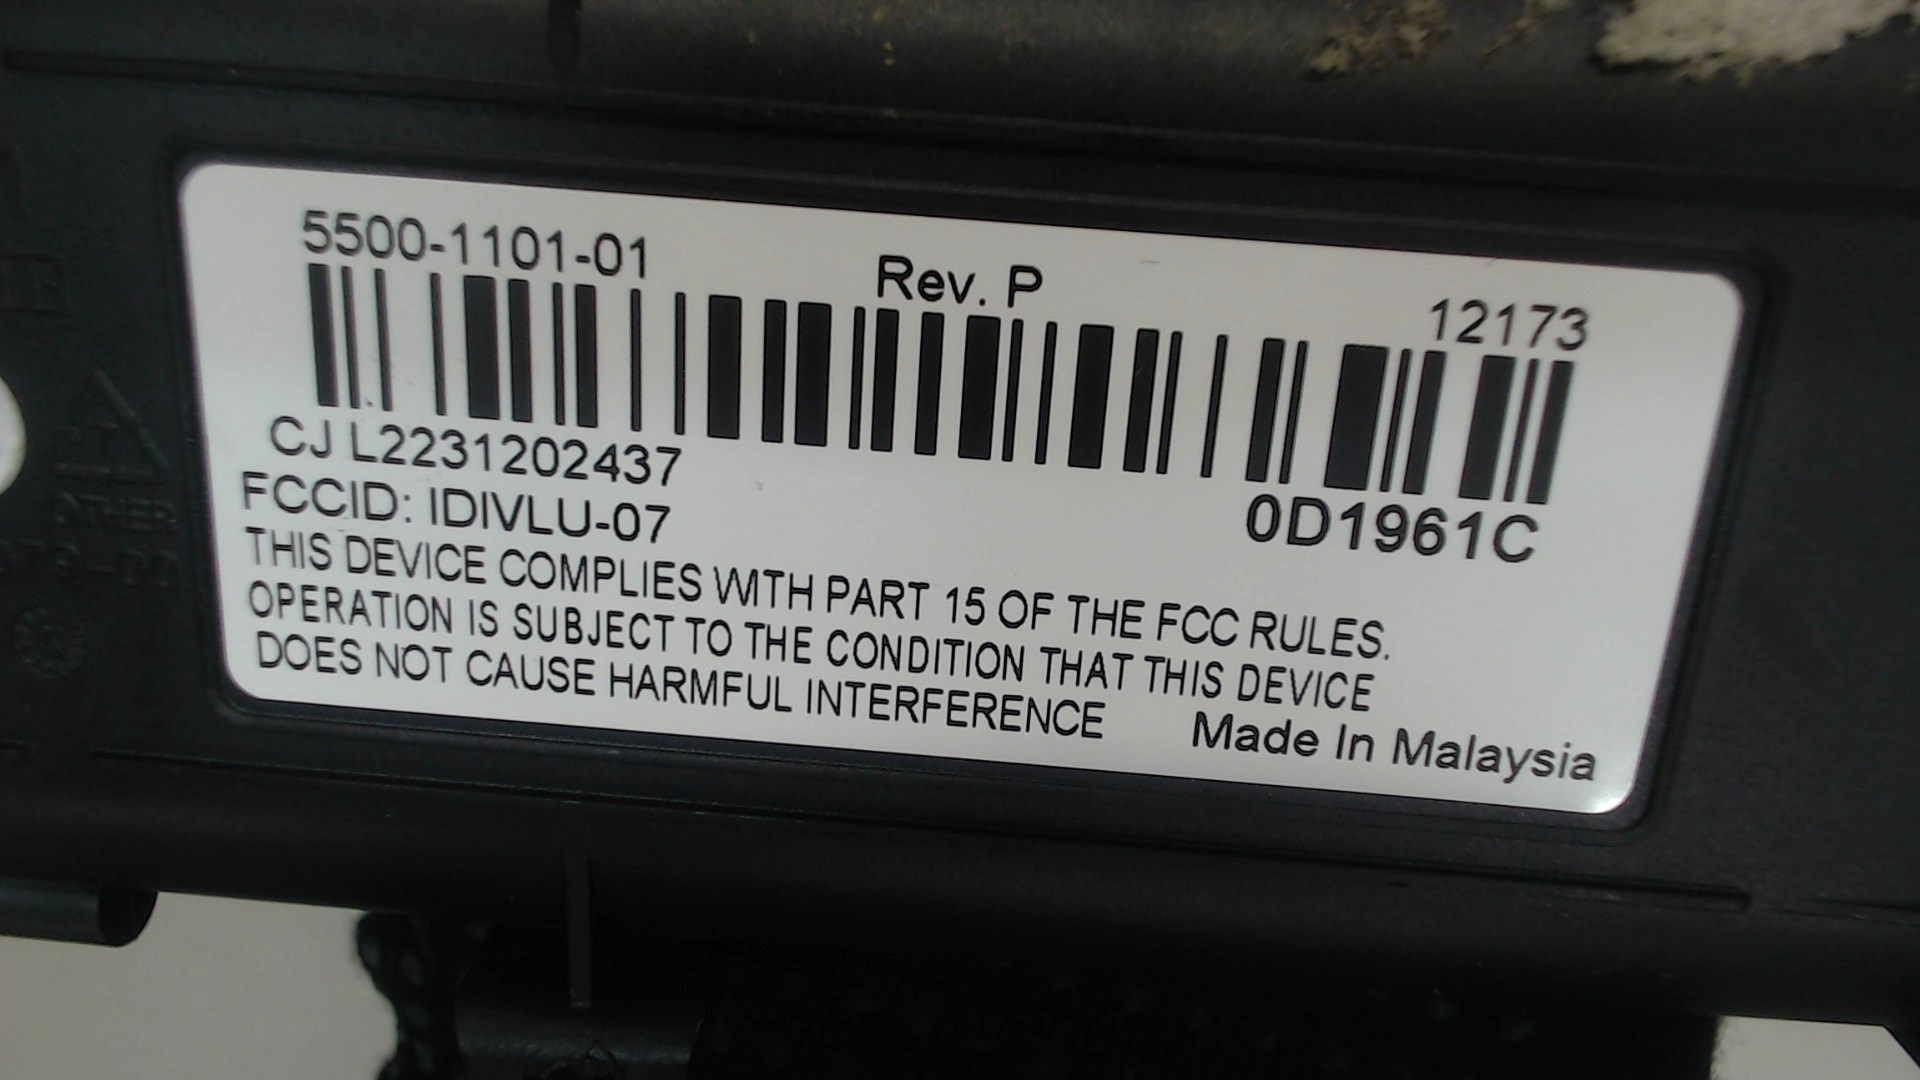 5500-1101-01
Rev. P
12173
CJ L2231202437
0D1961C
FCCID: IDIVLU-07
THIS DEVICE COMPLIES WITH PART 15 OF THE FCC RULES.
OPERATION IS SUBJECT TO THE CONDITION THAT THIS DEVICE
DOES NOT CAUSE HARMFUL INTERFERENCE
Made In Malaysia
OTHER